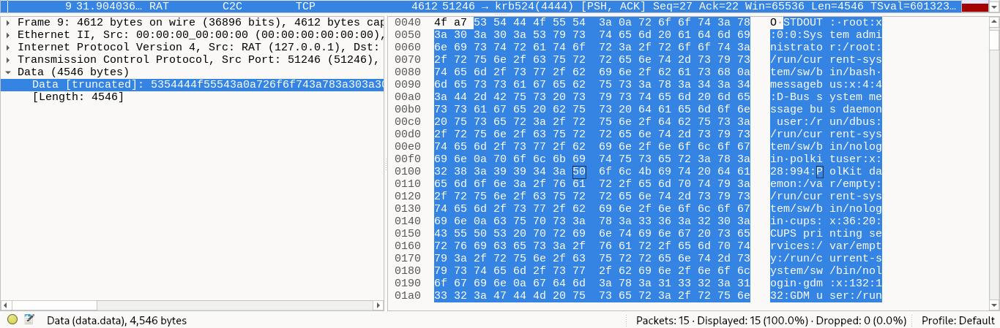 9 31.904036… RAT C2C TCP 4612 51246 → krb524(4444) [PSH, ACK] Seq=27 Ack=22 Win=65536 Len=4546 TSval=601323…
Frame 9: 4612 bytes on wire (36896 bits), 4612 bytes cap
Ethernet II, Src: 00:00:00_00:00:00 (00:00:00:00:00:00),
Internet Protocol Version 4, Src: RAT (127.0.0.1), Dst:
Transmission Control Protocol, Src Port: 51246 (51246),
Data (4546 bytes)
Data [truncated]: 5354444f55543a0a726f6f743a783a303a30
[Length: 4546]
0040 4f a7 53 54 44 4f 55 54 3a 0a 72 6f 6f 74 3a 78 O·STDOUT :·root:x
0050 3a 30 3a 30 3a 53 79 73 74 65 6d 20 61 64 6d 69 :0:0:Sys tem admi
0060 6e 69 73 74 72 61 74 6f 72 3a 2f 72 6f 6f 74 3a nistrato r:/root:
0070 2f 72 75 6e 2f 63 75 72 72 65 6e 74 2d 73 79 73 /run/cur rent-sys
0080 74 65 6d 2f 73 77 2f 62 69 6e 2f 62 61 73 68 0a tem/sw/b in/bash·
0090 6d 65 73 73 61 67 65 62 75 73 3a 78 3a 34 3a 34 messageb us:x:4:4
00a0 3a 44 2d 42 75 73 20 73 79 73 74 65 6d 20 6d 65 :D-Bus s ystem me
00b0 73 73 61 67 65 20 62 75 73 20 64 61 65 6d 6f 6e ssage bu s daemon
00c0 20 75 73 65 72 3a 2f 72 75 6e 2f 64 62 75 73 3a user:/r un/dbus:
00d0 2f 72 75 6e 2f 63 75 72 72 65 6e 74 2d 73 79 73 /run/cur rent-sys
00e0 74 65 6d 2f 73 77 2f 62 69 6e 2f 6e 6f 6c 6f 67 tem/sw/b in/nolog
00f0 69 6e 0a 70 6f 6c 6b 69 74 75 73 65 72 3a 78 3a in·polki tuser:x:
0100 32 38 3a 39 39 34 3a 50 6f 6c 4b 69 74 20 64 61 28:994:P olKit da
0110 65 6d 6f 6e 3a 2f 76 61 72 2f 65 6d 70 74 79 3a emon:/va r/empty:
0120 2f 72 75 6e 2f 63 75 72 72 65 6e 74 2d 73 79 73 /run/cur rent-sys
0130 74 65 6d 2f 73 77 2f 62 69 6e 2f 6e 6f 6c 6f 67 tem/sw/b in/nolog
0140 69 6e 0a 63 75 70 73 3a 78 3a 33 36 3a 32 30 3a in·cups: x:36:20:
0150 43 55 50 53 20 70 72 69 6e 74 69 6e 67 20 73 65 CUPS pri nting se
0160 72 76 69 63 65 73 3a 2f 76 61 72 2f 65 6d 70 74 rvices:/ var/empt
0170 79 3a 2f 72 75 6e 2f 63 75 72 72 65 6e 74 2d 73 y:/run/c urrent-s
0180 79 73 74 65 6d 2f 73 77 2f 62 69 6e 2f 6e 6f 6c ystem/sw /bin/nol
0190 6f 67 69 6e 0a 67 64 6d 3a 78 3a 31 33 32 3a 31 ogin·gdm :x:132:1
01a0 33 32 3a 47 44 4d 20 75 73 65 72 3a 2f 72 75 6e 32:GDM u ser:/run
Data (data.data), 4,546 bytes Packets: 15 · Displayed: 15 (100.0%) · Dropped: 0 (0.0%) Profile: Default